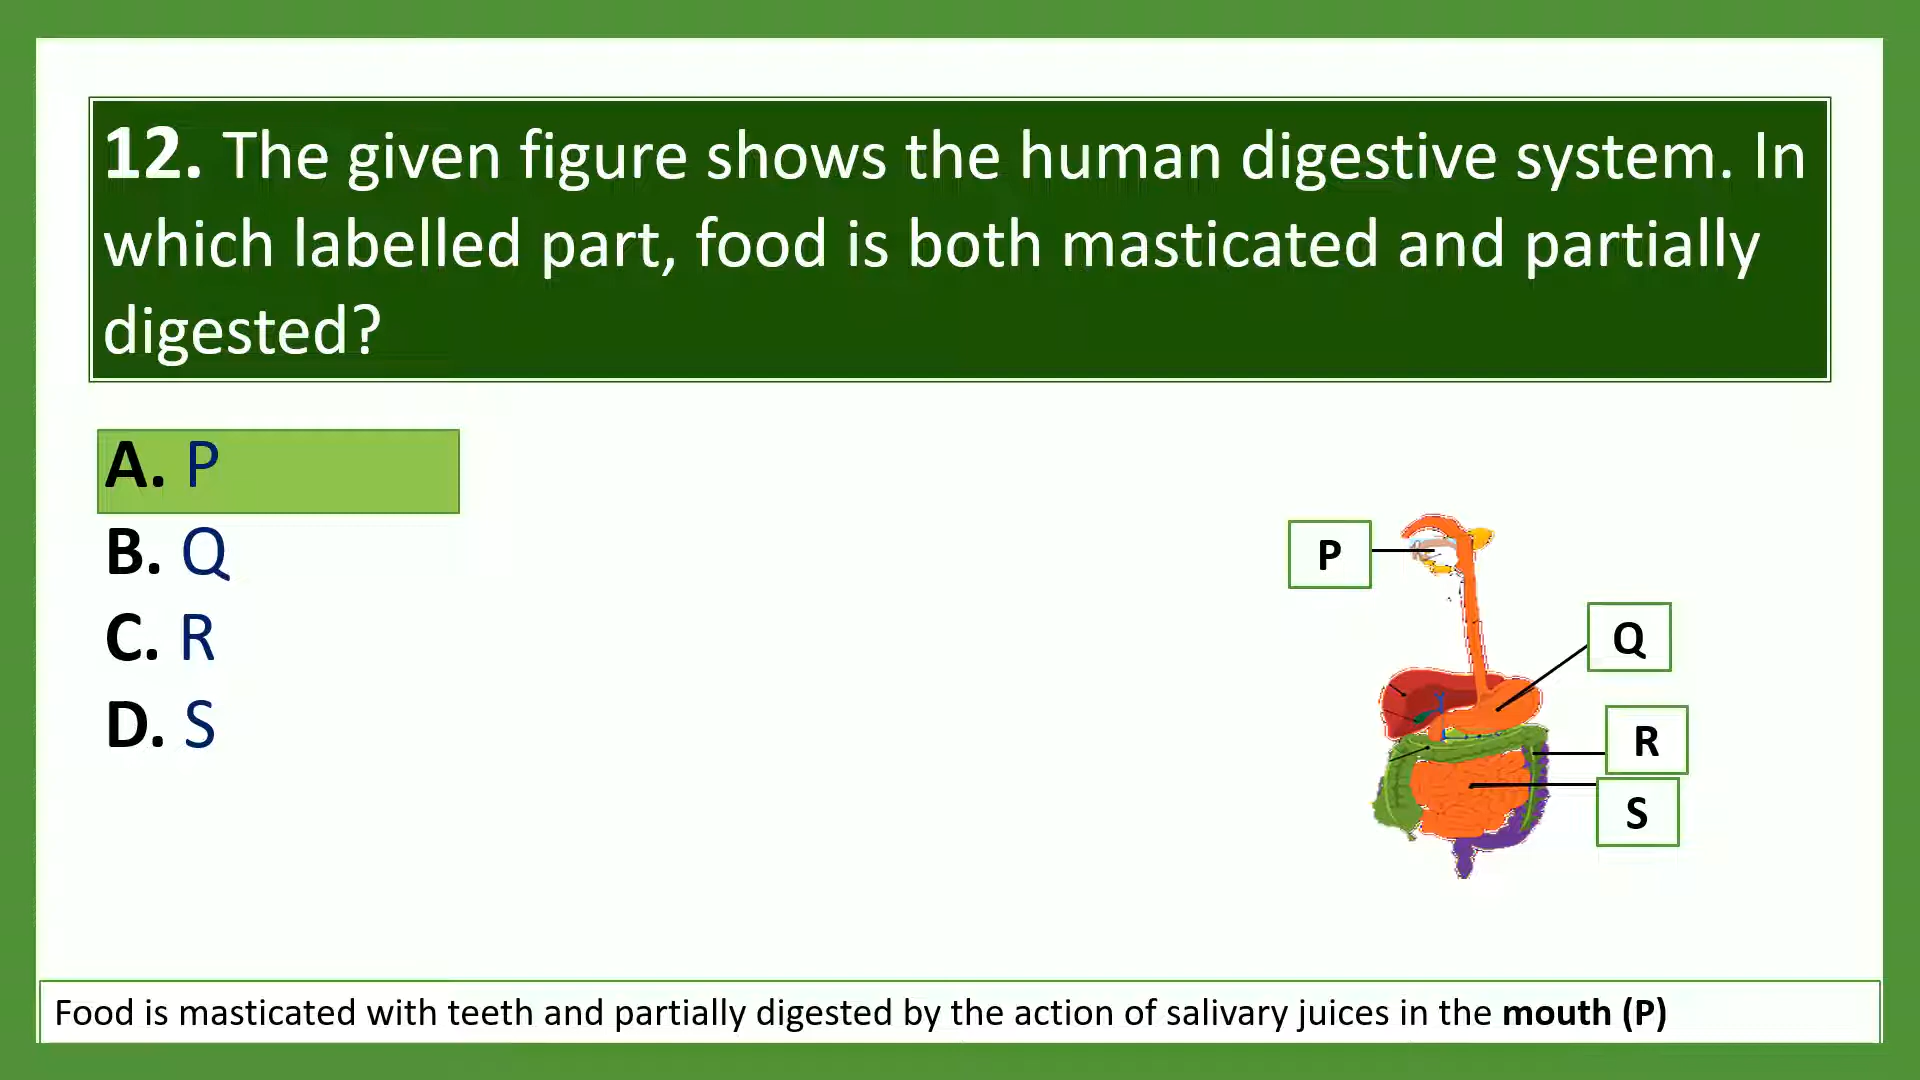 12. The given figure shows the human digestive system. In
which labelled part, food is both masticated and partially
digested?
A. P
B. Q
C. R
D. S
P
Q
R
S
Food is masticated with teeth and partially digested by the action of salivary juices in the mouth (P)